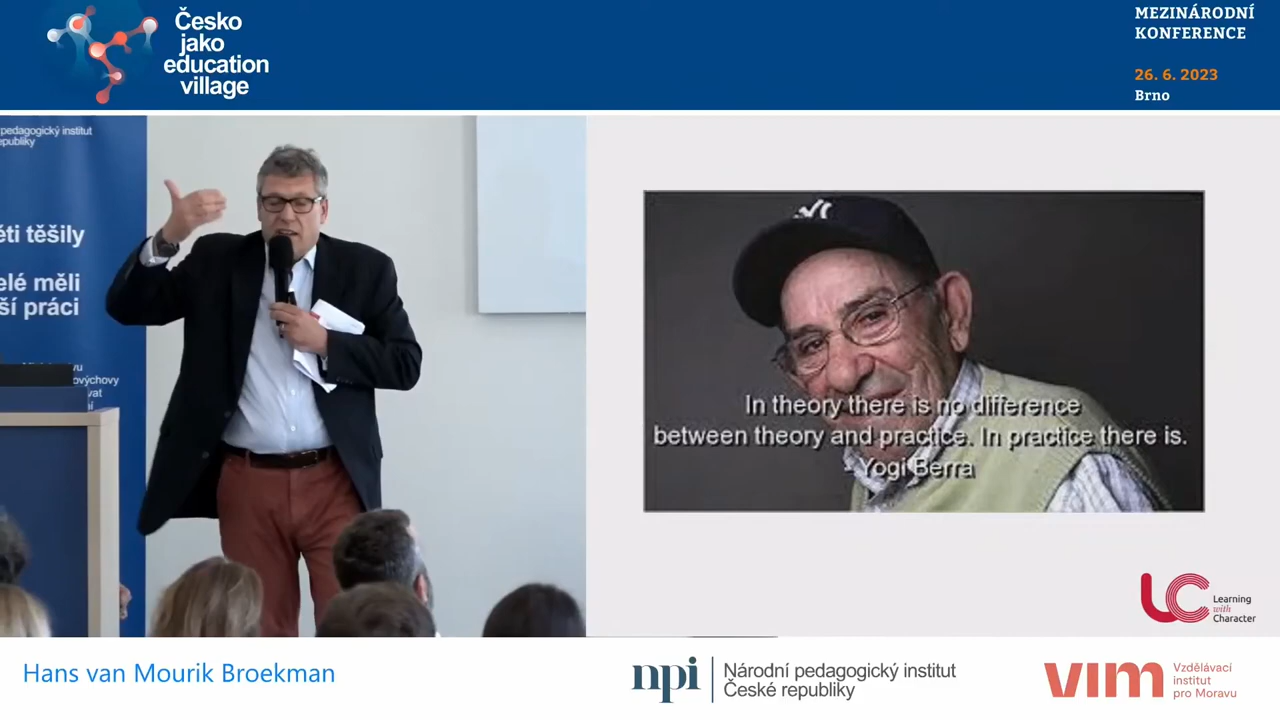 Česko
jako
education
village
MEZINÁRODNÍ
KONFERENCE
26. 6. 2023
Brno
pedagogický institut
epubliky
ěti těšily
elé měli
ší práci
In theory there is no difference
between theory and practice. In practice there is.
- Yogi Berra
LC
Learning
with
Character
Hans van Mourik Broekman
npi
Národní pedagogický institut
České republiky
vim
Vzdělávací
institut
pro Moravu